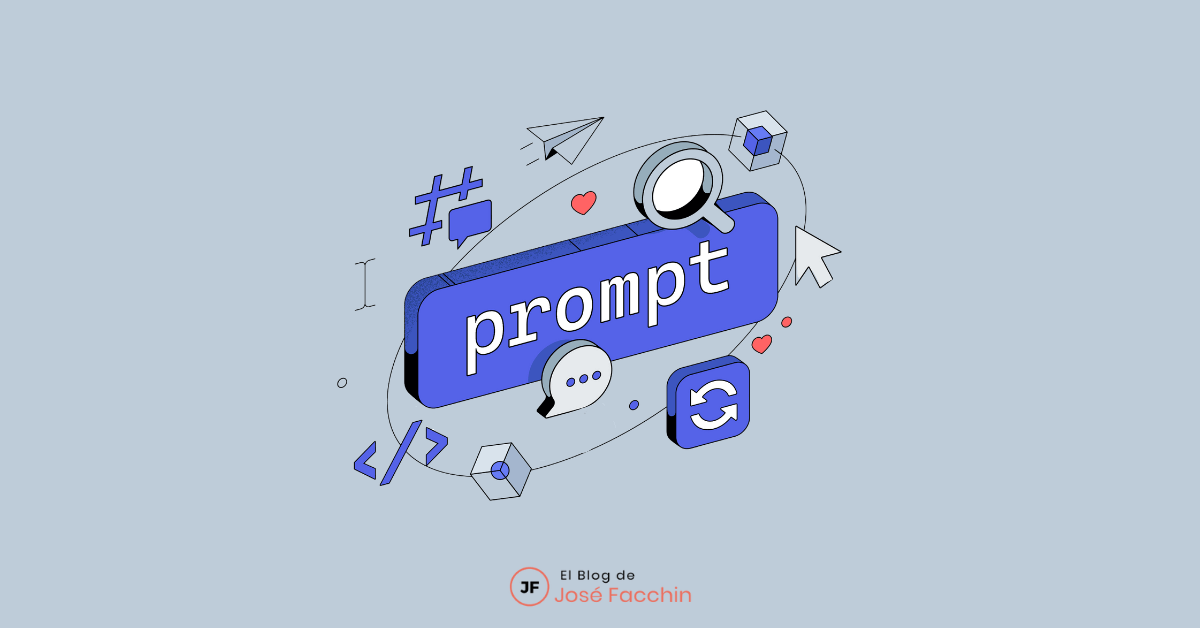 prompt
JF
El Blog de
José Facchin